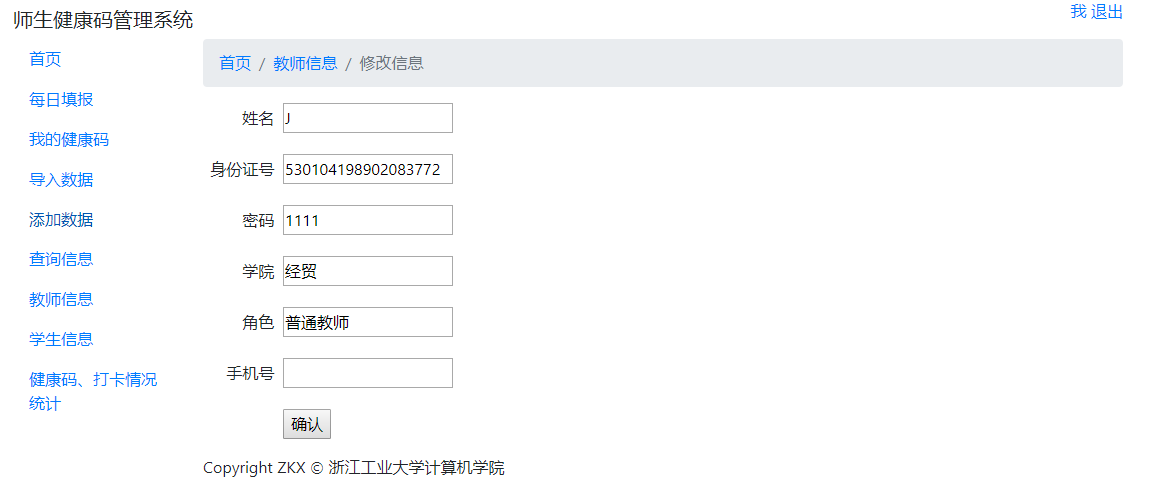 师生健康码管理系统
我 退出
首页
每日填报
我的健康码
导入数据
添加数据
查询信息
教师信息
学生信息
健康码、打卡情况
统计
首页 / 教师信息 / 修改信息
姓名 J
身份证号 530104198902083772
密码 1111
学院 经贸
角色 普通教师
手机号
确认
Copyright ZKX © 浙江工业大学计算机学院